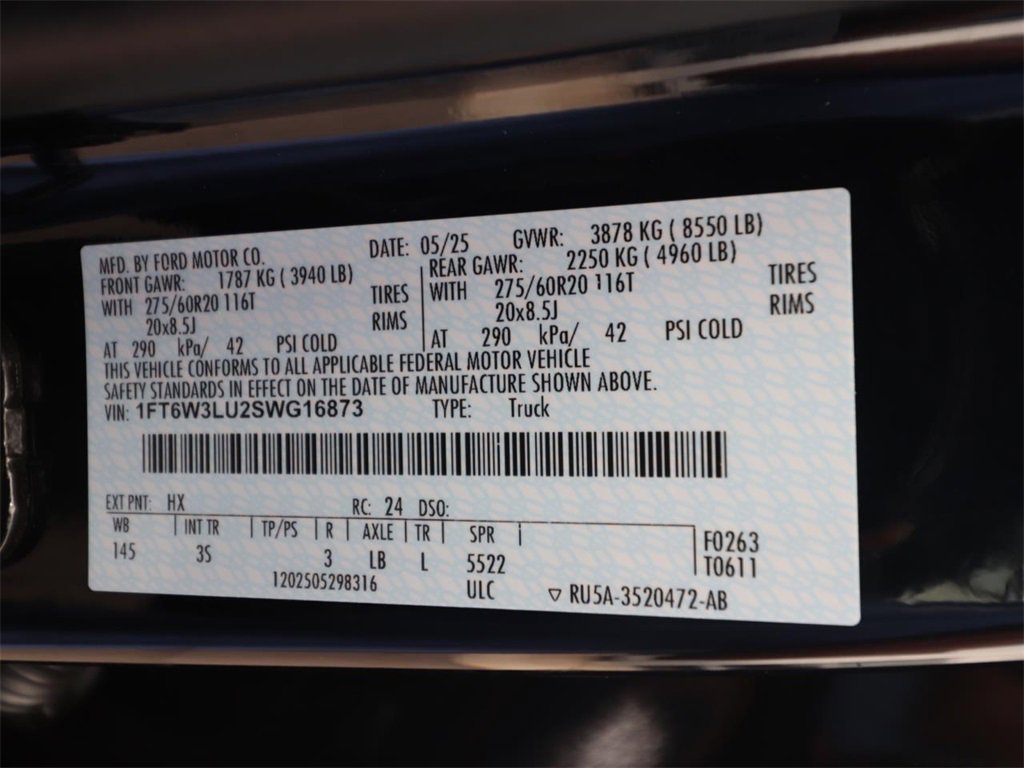 MFD. BY FORD MOTOR CO. DATE: 05/25 GVWR: 3878 KG ( 8550 LB)
FRONT GAWR: 1787 KG ( 3940 LB) REAR GAWR: 2250 KG ( 4960 LB)
WITH 275/60R20 116T TIRES WITH 275/60R20 116T TIRES
20x8.5J RIMS 20x8.5J RIMS
AT 290 kPa/ 42 PSI COLD AT 290 kPa/ 42 PSI COLD
THIS VEHICLE CONFORMS TO ALL APPLICABLE FEDERAL MOTOR VEHICLE
SAFETY STANDARDS IN EFFECT ON THE DATE OF MANUFACTURE SHOWN ABOVE.
VIN: 1FT6W3LU2SWG16873 TYPE: Truck
EXT PNT: HX RC: 24 DSO:
WB INT TR TP/PS R AXLE TR SPR
145 3S 3 LB L 5522
F0263
T0611
1202505298316 ULC ▽ RU5A-3520472-AB